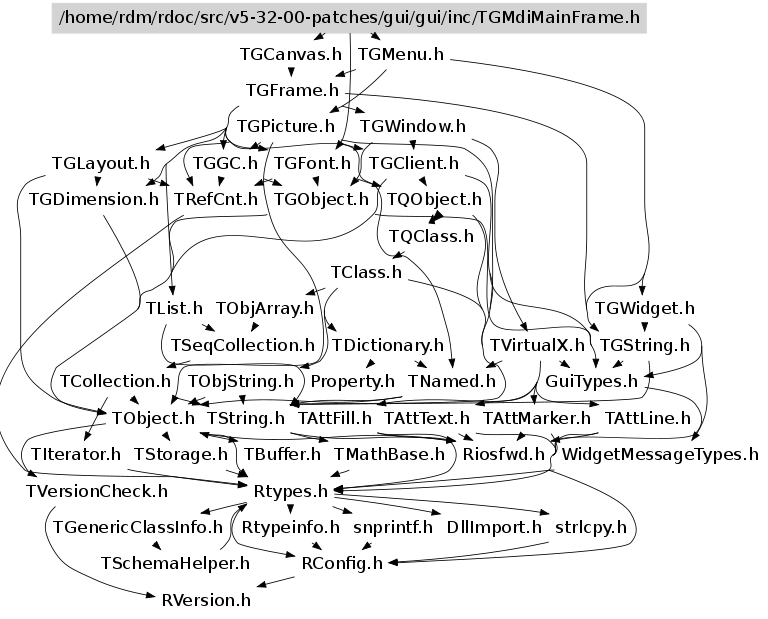 /home/rdm/rdoc/src/v5-32-00-patches/gui/gui/inc/TGMdiMainFrame.h
TGCanvas.h TGMenu.h
TGFrame.h
TGPicture.h TGWindow.h
TGLayout.h TGGC.h TGFont.h TGClient.h
TGDimension.h TRefCnt.h TGObject.h TQObject.h
TQClass.h
TClass.h
TList.h TObjArray.h TGWidget.h
TSeqCollection.h TDictionary.h TVirtualX.h TGString.h
TCollection.h TObjString.h Property.h TNamed.h GuiTypes.h
TObject.h TString.h TAttFill.h TAttText.h TAttMarker.h TAttLine.h
TIterator.h TStorage.h TBuffer.h TMathBase.h Riosfwd.h WidgetMessageTypes.h
TVersionCheck.h Rtypes.h
TGenericClassInfo.h Rtypeinfo.h snprintf.h DllImport.h strlcpy.h
TSchemaHelper.h RConfig.h
RVersion.h